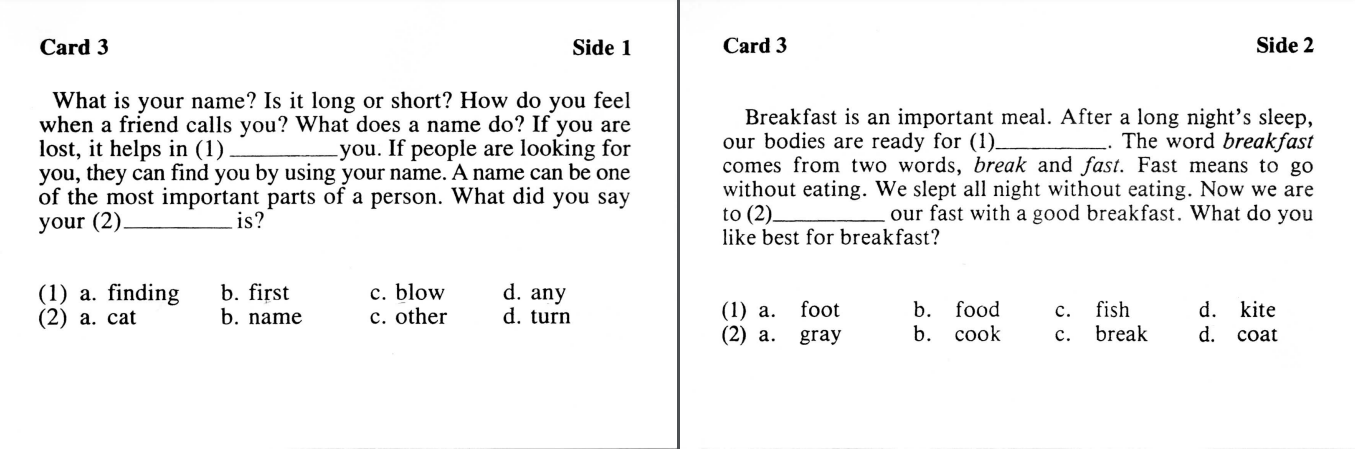 Card 3 Side 1
What is your name? Is it long or short? How do you feel
when a friend calls you? What does a name do? If you are
lost, it helps in (1) __________you. If people are looking for
you, they can find you by using your name. A name can be one
of the most important parts of a person. What did you say
your (2)__________ is?
(1) a. finding b. first c. blow d. any
(2) a. cat b. name c. other d. turn
Card 3 Side 2
Breakfast is an important meal. After a long night's sleep,
our bodies are ready for (1)__________. The word breakfast
comes from two words, break and fast. Fast means to go
without eating. We slept all night without eating. Now we are
to (2)__________ our fast with a good breakfast. What do you
like best for breakfast?
(1) a. foot b. food c. fish d. kite
(2) a. gray b. cook c. break d. coat